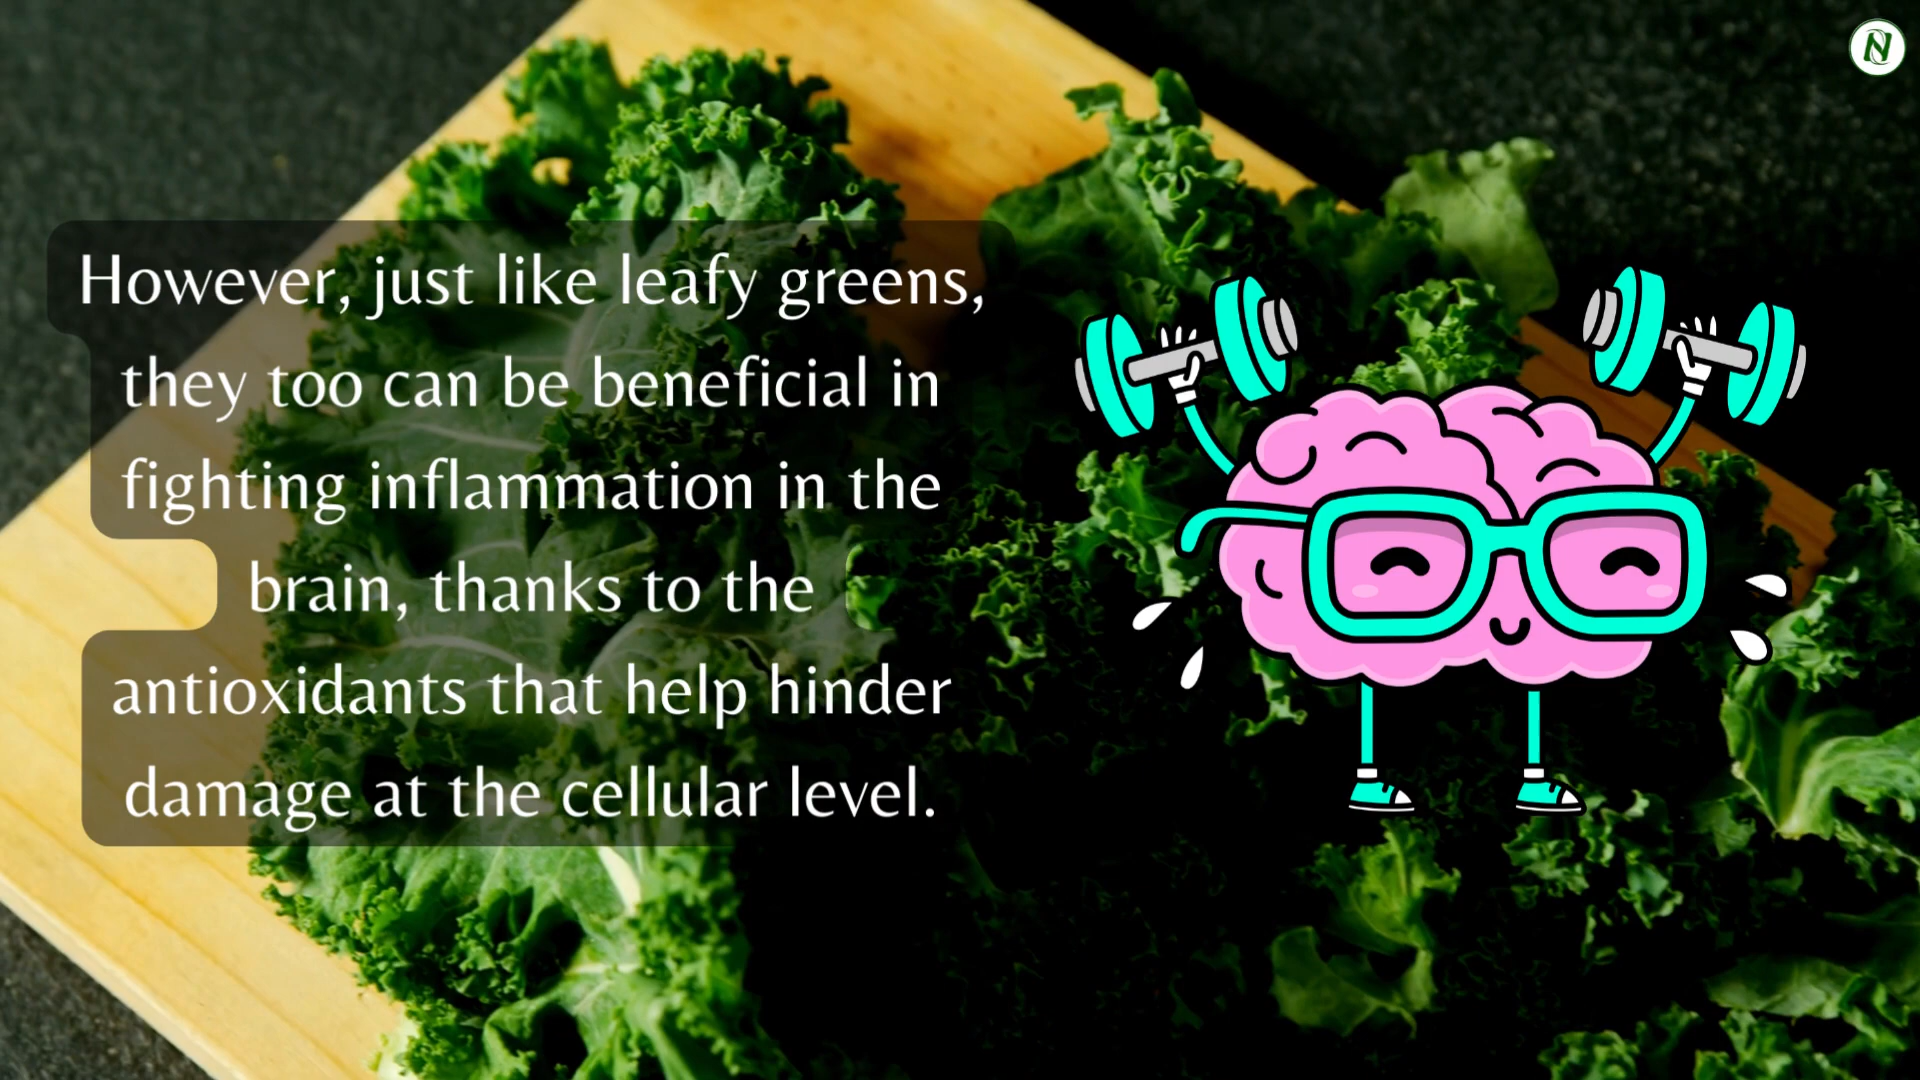 However, just like leafy greens,
they too can be beneficial in
fighting inflammation in the
brain, thanks to the
antioxidants that help hinder
damage at the cellular level.
N